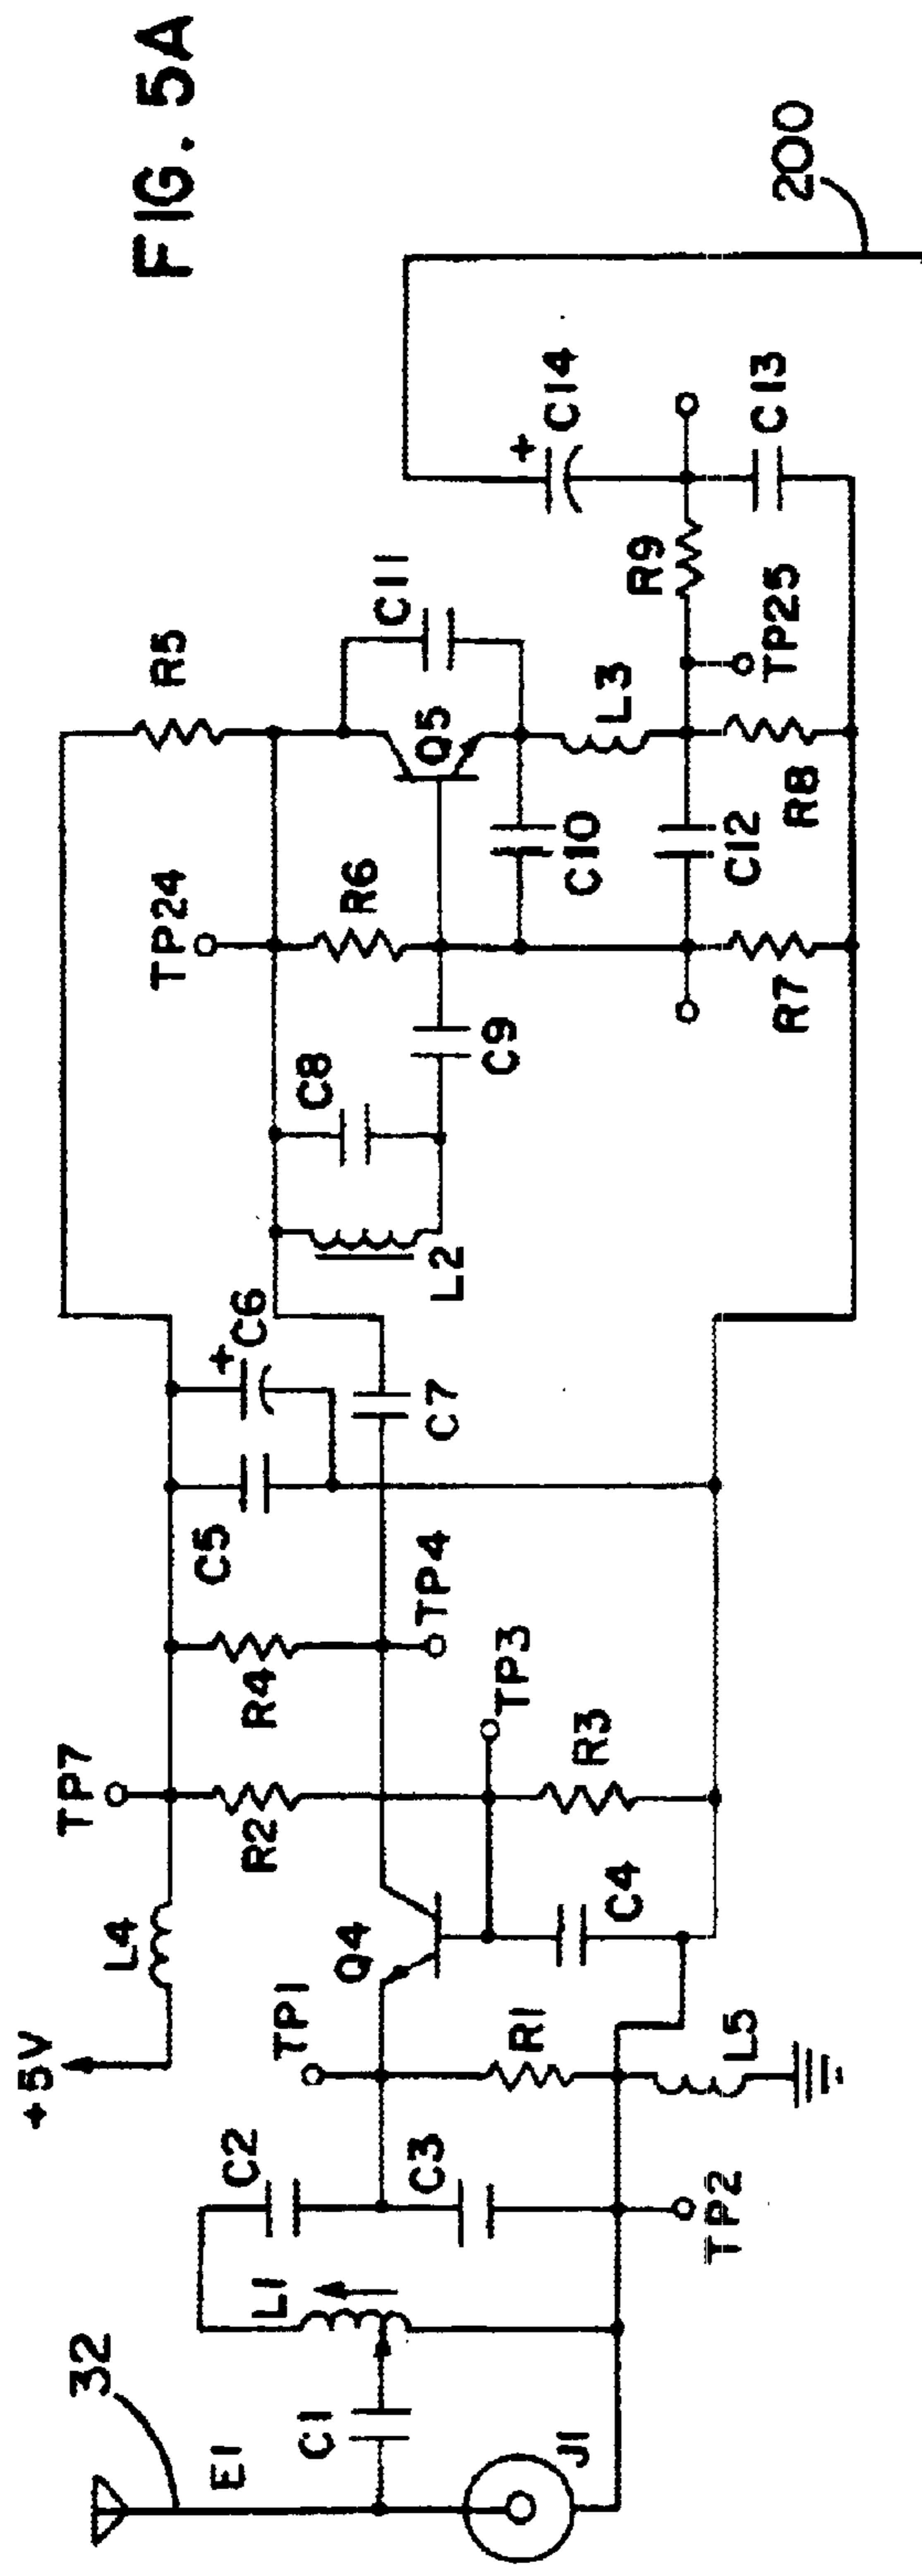 FIG. 5A
200
+5V
L4
TP7
R2
R4
C5
C6
+
TP24
R5
32
E1
C1
L1
C2
C3
TP1
Q4
TP4
C7
L2
C8
R6
C9
Q5
C11
C10
L3
R9
C14
+
J1
TP2
R1
L5
C4
TP3
R3
R7
C12
R8
TP25
C13